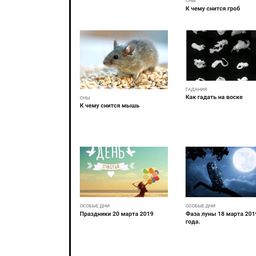 СНЫ
К чему снится гроб
СНЫ
К чему снится мышь
ГАДАНИЯ
Как гадать на воске
ДЕНЬ
СЧАСТЬЯ
ОСОБЫЕ ДНИ
Праздники 20 марта 2019
ОСОБЫЕ ДНИ
Фаза луны 18 марта 2019
года.